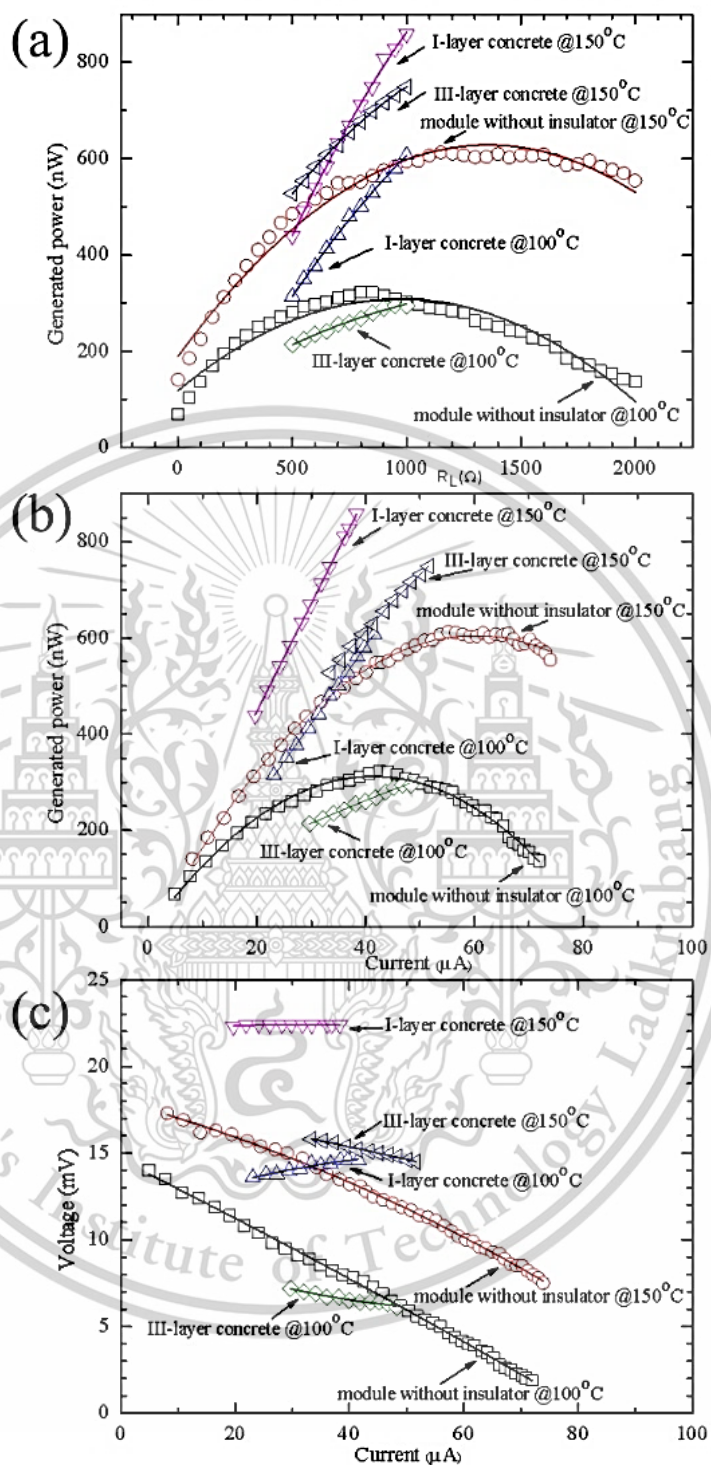 (a)
800
600
400
200
0
Generated power (nW)
I-layer concrete @150°C
III-layer concrete @150°C
module without insulator @150°C
I-layer concrete @100°C
III-layer concrete @100°C
module without insulator @100°C
0 500 1000 1500 2000
R_L(Ω)
(b)
800
600
400
200
0
Generated power (nW)
I-layer concrete @150°C
III-layer concrete @150°C
module without insulator @150°C
I-layer concrete @100°C
III-layer concrete @100°C
module without insulator @100°C
0 20 40 60 80 100
Current (μA)
(c)
25
20
15
10
5
0
Voltage (mV)
I-layer concrete @150°C
III-layer concrete @150°C
I-layer concrete @100°C
module without insulator @150°C
III-layer concrete @100°C
module without insulator @100°C
0 20 40 60 80 100
Current (μA)
's Institute of Technology Ladkrabang